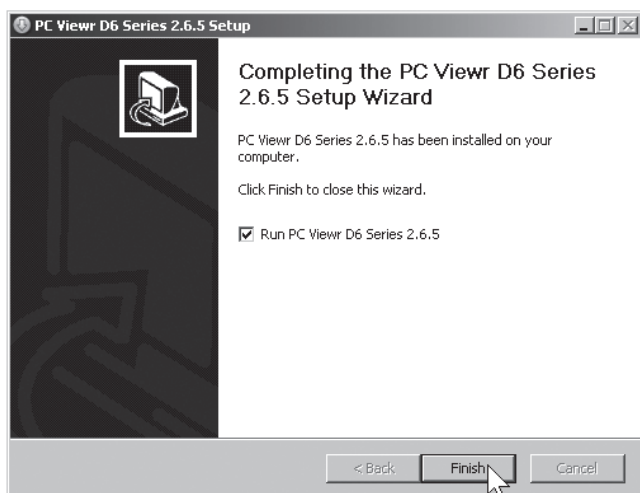 PC Viewr D6 Series 2.6.5 Setup
Completing the PC Viewr D6 Series
2.6.5 Setup Wizard
PC Viewr D6 Series 2.6.5 has been installed on your
computer.
Click Finish to close this wizard.
Run PC Viewr D6 Series 2.6.5
< Back Finish Cancel